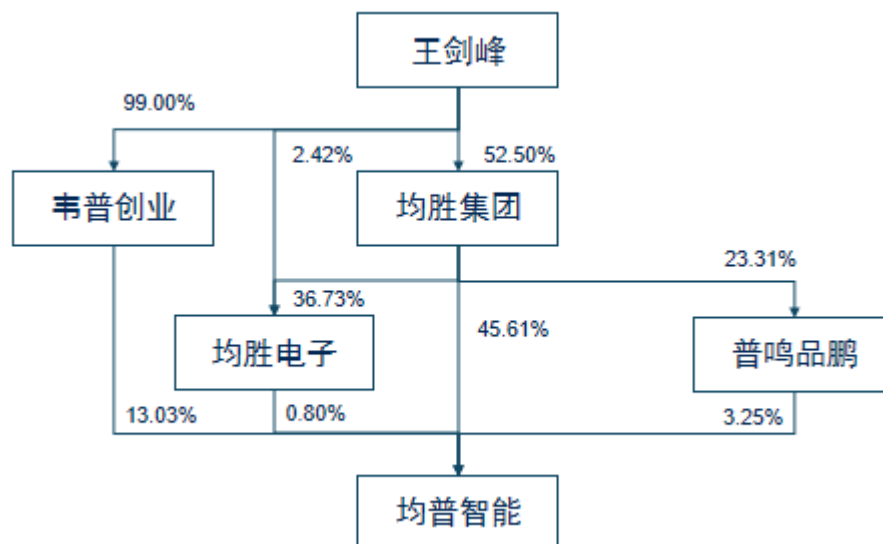 王剑峰
99.00%
2.42%
52.50%
韦普创业
均胜集团
23.31%
36.73%
均胜电子
45.61%
普鸣品鹏
13.03%
0.80%
3.25%
均普智能